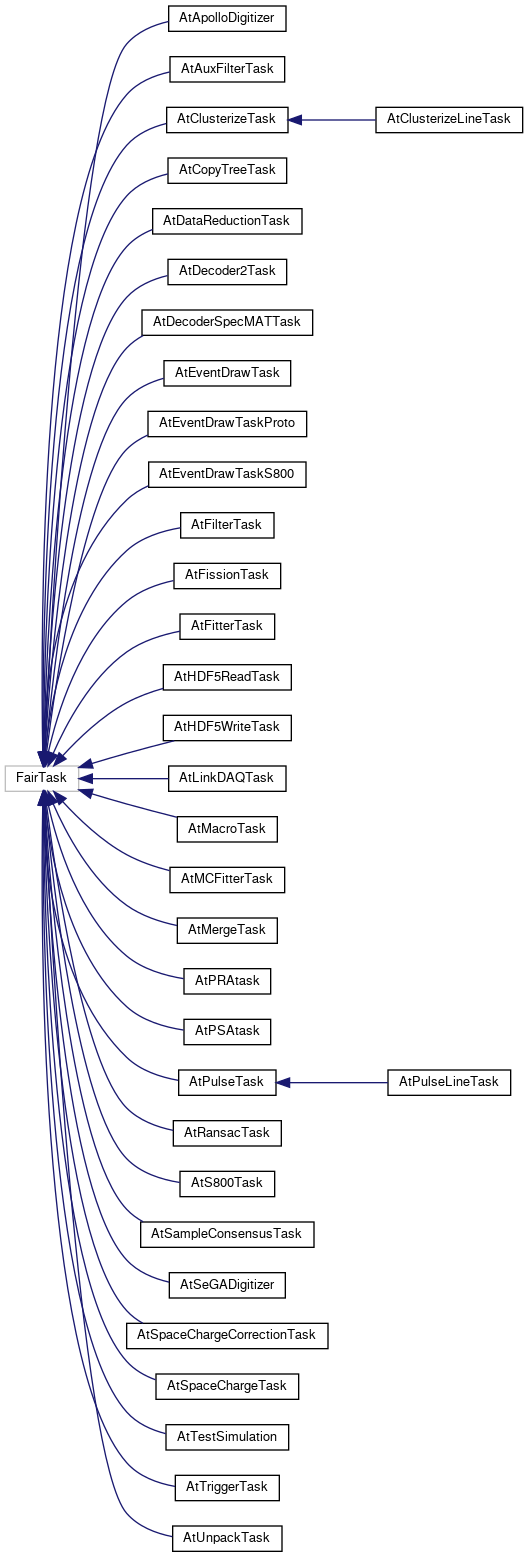 AtApolloDigitizer
AtAuxFilterTask
AtClusterizeTask
AtClusterizeLineTask
AtCopyTreeTask
AtDataReductionTask
AtDecoder2Task
AtDecoderSpecMATTask
AtEventDrawTask
AtEventDrawTaskProto
AtEventDrawTaskS800
AtFilterTask
AtFissionTask
AtFitterTask
AtHDF5ReadTask
AtHDF5WriteTask
FairTask
AtLinkDAQTask
AtMacroTask
AtMCFitterTask
AtMergeTask
AtPRAtask
AtPSAtask
AtPulseTask
AtPulseLineTask
AtRansacTask
AtS800Task
AtSampleConsensusTask
AtSeGADigitizer
AtSpaceChargeCorrectionTask
AtSpaceChargeTask
AtTestSimulation
AtTriggerTask
AtUnpackTask